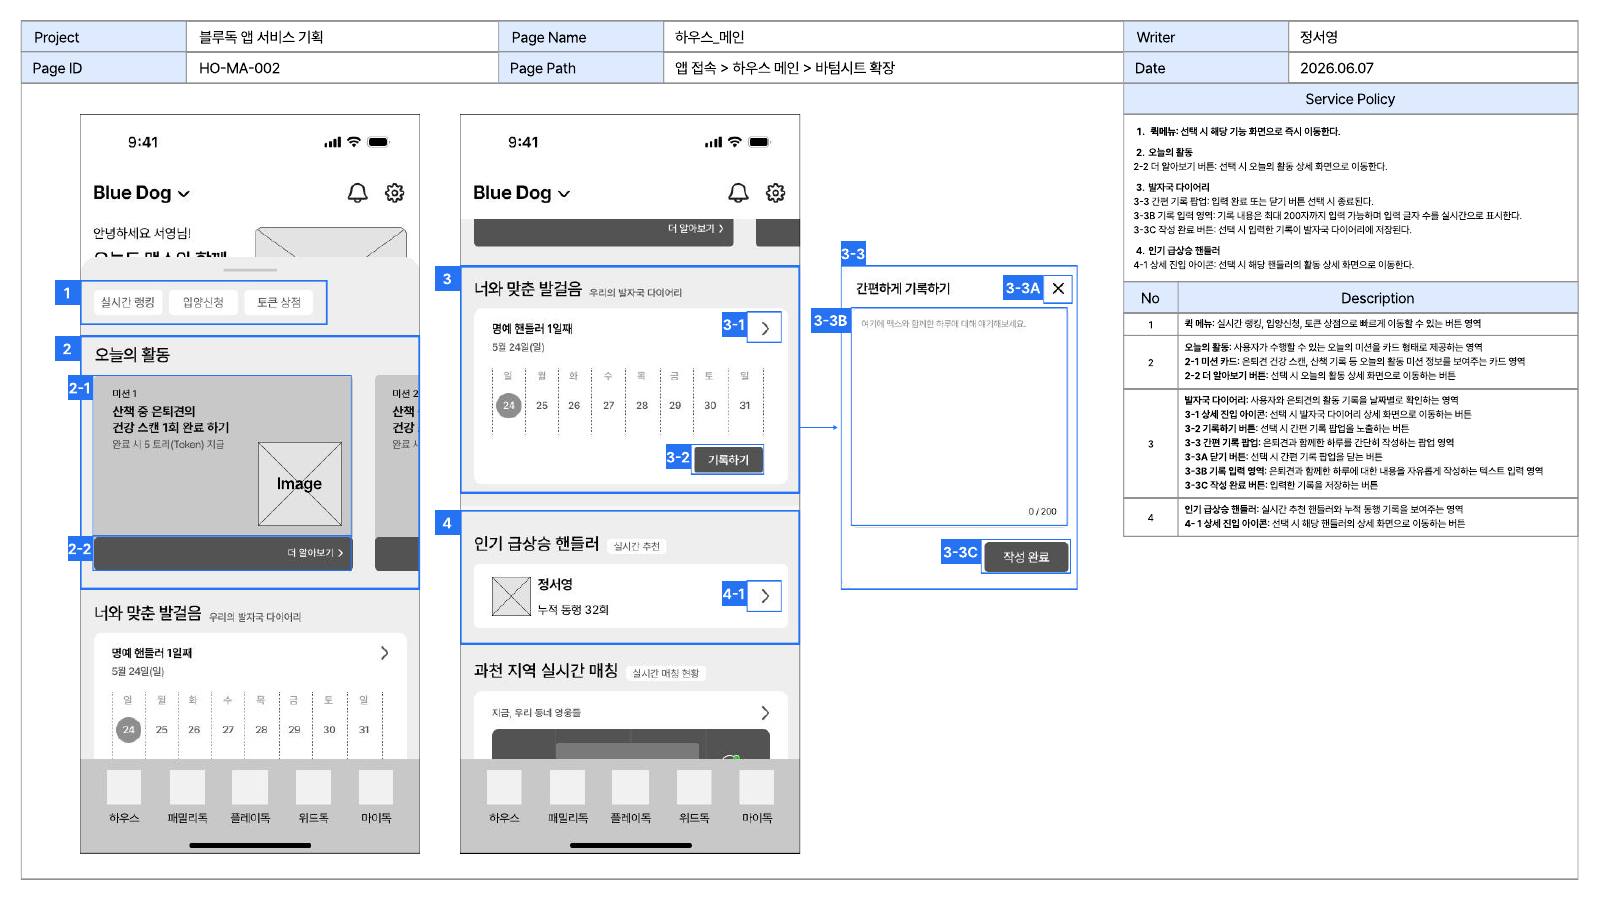 Project 블루독 앱 서비스 기획 Page Name 하우스_메인 Writer 정서영
Page ID HO-MA-002 Page Path 앱 접속 > 하우스 메인 > 바텀시트 확장 Date 2026.06.07
9:41
Blue Dog
안녕하세요 서영님!
오늘도 맥스와 함께
1
실시간 랭킹 입양신청 토큰 상점
2
오늘의 활동
2-1
미션 1
산책 중 은퇴견의
건강 스캔 1회 완료 하기
완료 시 5 토리(Token) 지급
Image
미션 2
산책
건강
완료 시
2-2
더 알아보기
너와 맞춘 발걸음 우리의 발자국 다이어리
명예 핸들러 1일째
5월 24일(일)
일 월 화 수 목 금 토 일
24 25 26 27 28 29 30 31
하우스 패밀리독 플레이독 위드독 마이독
9:41
Blue Dog
더 알아보기
3
너와 맞춘 발걸음 우리의 발자국 다이어리
명예 핸들러 1일째
3-1
5월 24일(일)
일 월 화 수 목 금 토 일
24 25 26 27 28 29 30 31
3-2
기록하기
4
인기 급상승 핸들러 실시간 추천
정서영
누적 동행 32회
4-1
과천 지역 실시간 매칭 실시간 매칭 현황
지금, 우리 동네 영웅들
하우스 패밀리독 플레이독 위드독 마이독
3-3
간편하게 기록하기
3-3A
3-3B
여기에 맥스와 함께한 하루에 대해 얘기해보세요.
0 / 200
3-3C
작성 완료
Service Policy
1. 퀵메뉴: 선택 시 해당 기능 화면으로 즉시 이동한다.
2. 오늘의 활동
2-2 더 알아보기 버튼: 선택 시 오늘의 활동 상세 화면으로 이동한다.
3. 발자국 다이어리
3-3 간편 기록 팝업: 입력 완료 또는 닫기 버튼 선택 시 종료된다.
3-3B 기록 입력 영역: 기록 내용은 최대 200자까지 입력 가능하며 입력 글자 수를 실시간으로 표시한다.
3-3C 작성 완료 버튼: 선택 시 입력한 기록이 발자국 다이어리에 저장된다.
4. 인기 급상승 핸들러
4-1 상세 진입 아이콘: 선택 시 해당 핸들러의 활동 상세 화면으로 이동한다.
No Description
1 퀵 메뉴: 실시간 랭킹, 입양신청, 토큰 상점으로 빠르게 이동할 수 있는 버튼 영역
2
오늘의 활동: 사용자가 수행할 수 있는 오늘의 미션을 카드 형태로 제공하는 영역
2-1 미션 카드: 은퇴견 건강 스캔, 산책 기록 등 오늘의 활동 미션 정보를 보여주는 카드 영역
2-2 더 알아보기 버튼: 선택 시 오늘의 활동 상세 화면으로 이동하는 버튼
3
발자국 다이어리: 사용자와 은퇴견의 활동 기록을 날짜별로 확인하는 영역
3-1 상세 진입 아이콘: 선택 시 발자국 다이어리 상세 화면으로 이동하는 버튼
3-2 기록하기 버튼: 선택 시 간편 기록 팝업을 노출하는 버튼
3-3 간편 기록 팝업: 은퇴견과 함께한 하루를 간단히 작성하는 팝업 영역
3-3A 닫기 버튼: 선택 시 간편 기록 팝업을 닫는 버튼
3-3B 기록 입력 영역: 은퇴견과 함께한 하루에 대한 내용을 자유롭게 작성하는 텍스트 입력 영역
3-3C 작성 완료 버튼: 입력한 기록을 저장하는 버튼
4
인기 급상승 핸들러: 실시간 추천 핸들러와 누적 동행 기록을 보여주는 영역
4- 1 상세 진입 아이콘: 선택 시 해당 핸들러의 상세 화면으로 이동하는 버튼